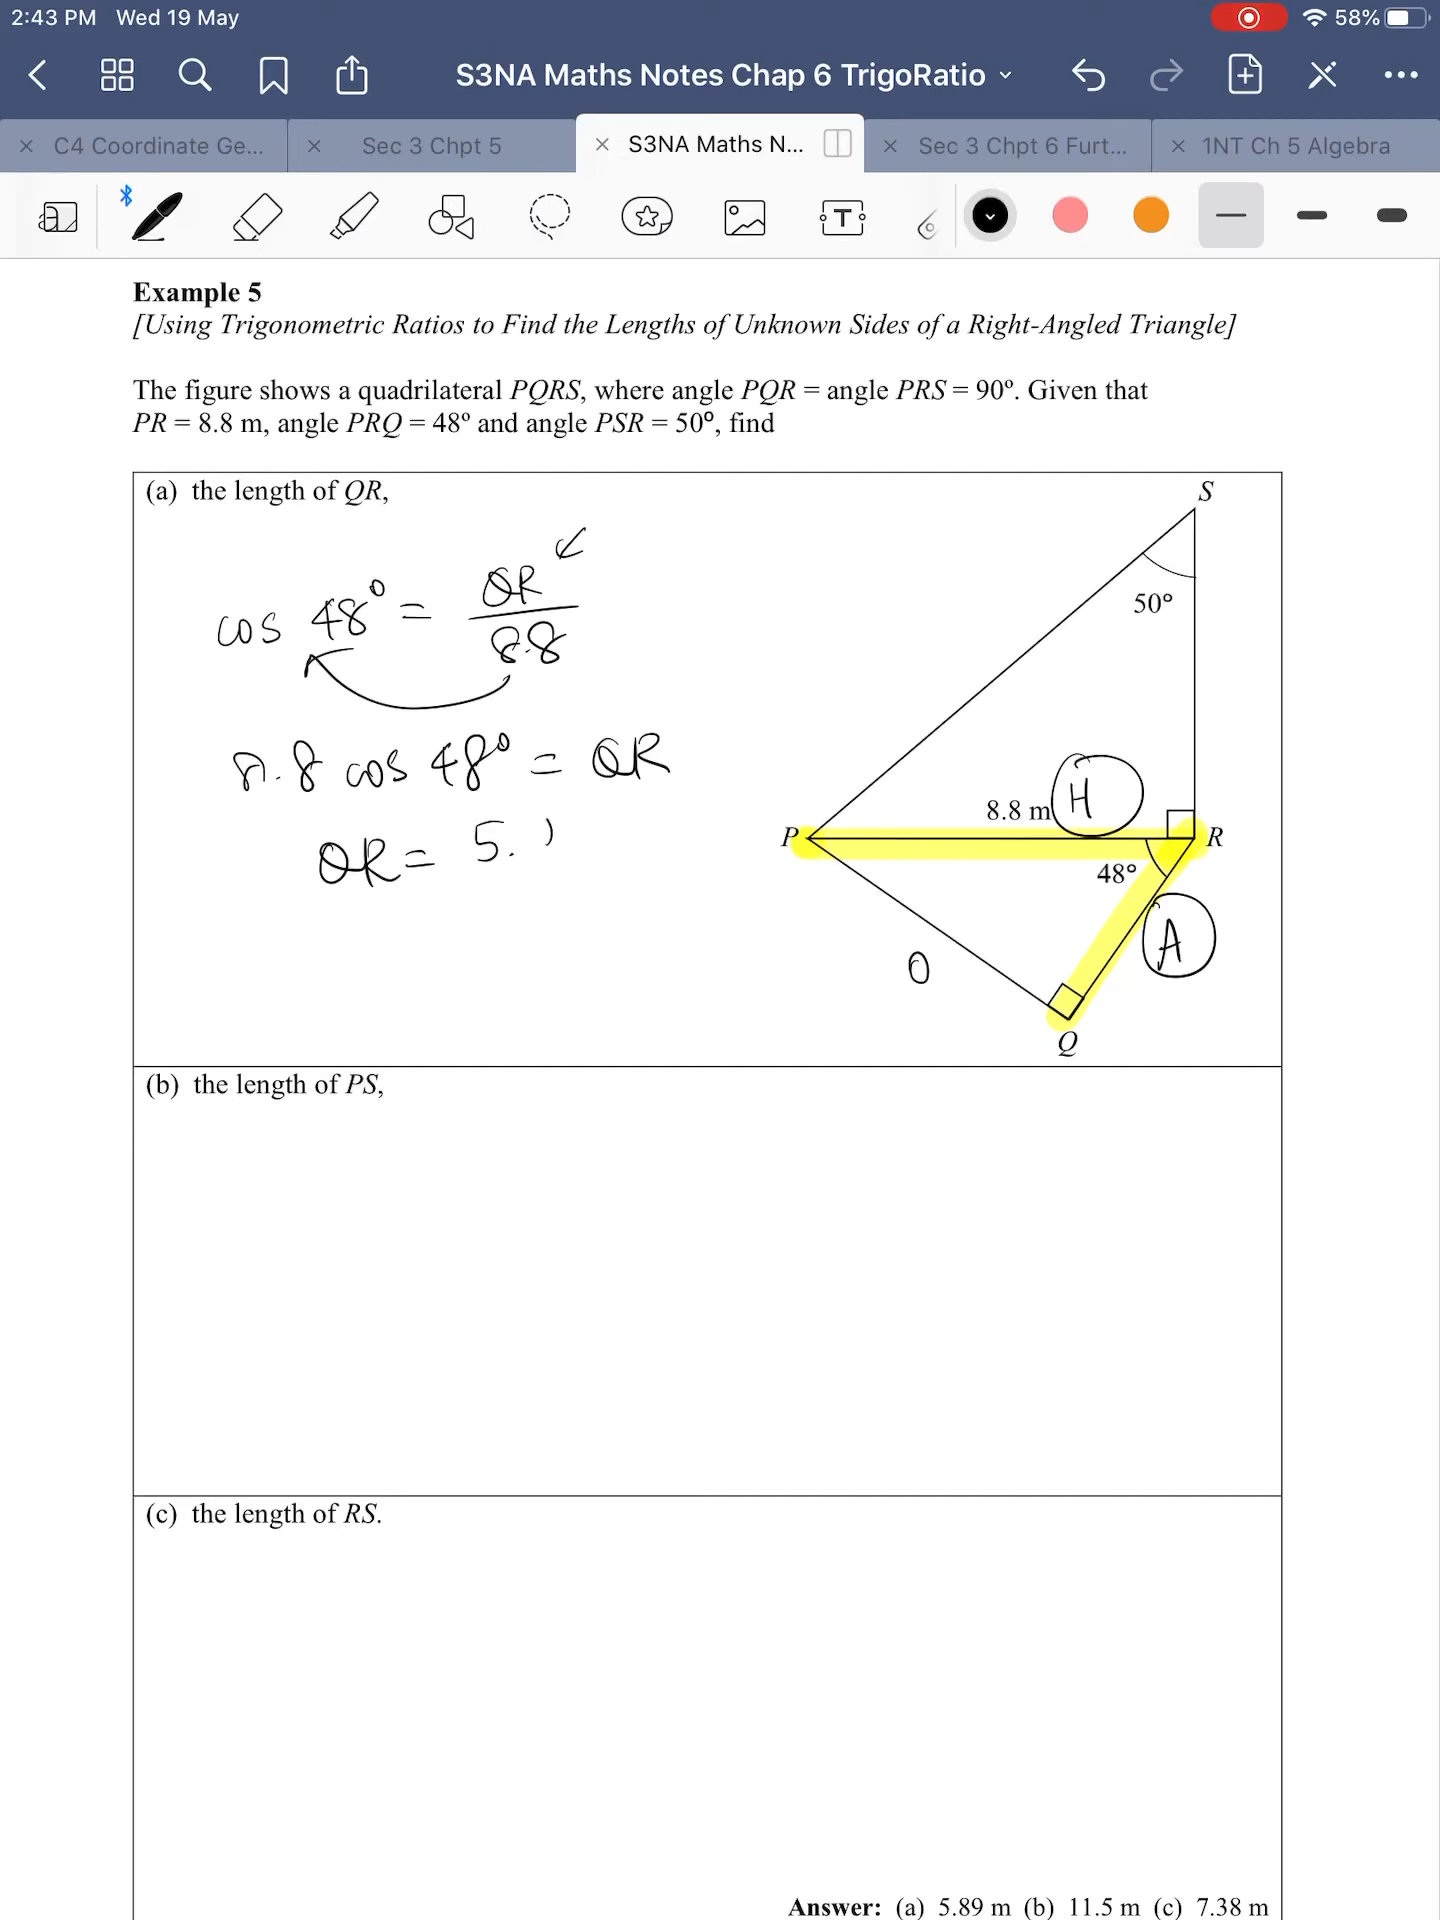 2:43 PM Wed 19 May 58%
S3NA Maths Notes Chap 6 TrigoRatio
C4 Coordinate Ge... Sec 3 Chpt 5 S3NA Maths N... Sec 3 Chpt 6 Furt... 1NT Ch 5 Algebra
Example 5
[Using Trigonometric Ratios to Find the Lengths of Unknown Sides of a Right-Angled Triangle]
The figure shows a quadrilateral PQRS, where angle PQR = angle PRS = 90º. Given that
PR = 8.8 m, angle PRQ = 48º and angle PSR = 50º, find
(a) the length of QR,
cos 48° = QR / 8.8
8.8 cos 48° = QR
QR = 5.
S
50°
8.8 m H
P
R
48°
A
O
Q
(b) the length of PS,
(c) the length of RS.
Answer: (a) 5.89 m (b) 11.5 m (c) 7.38 m